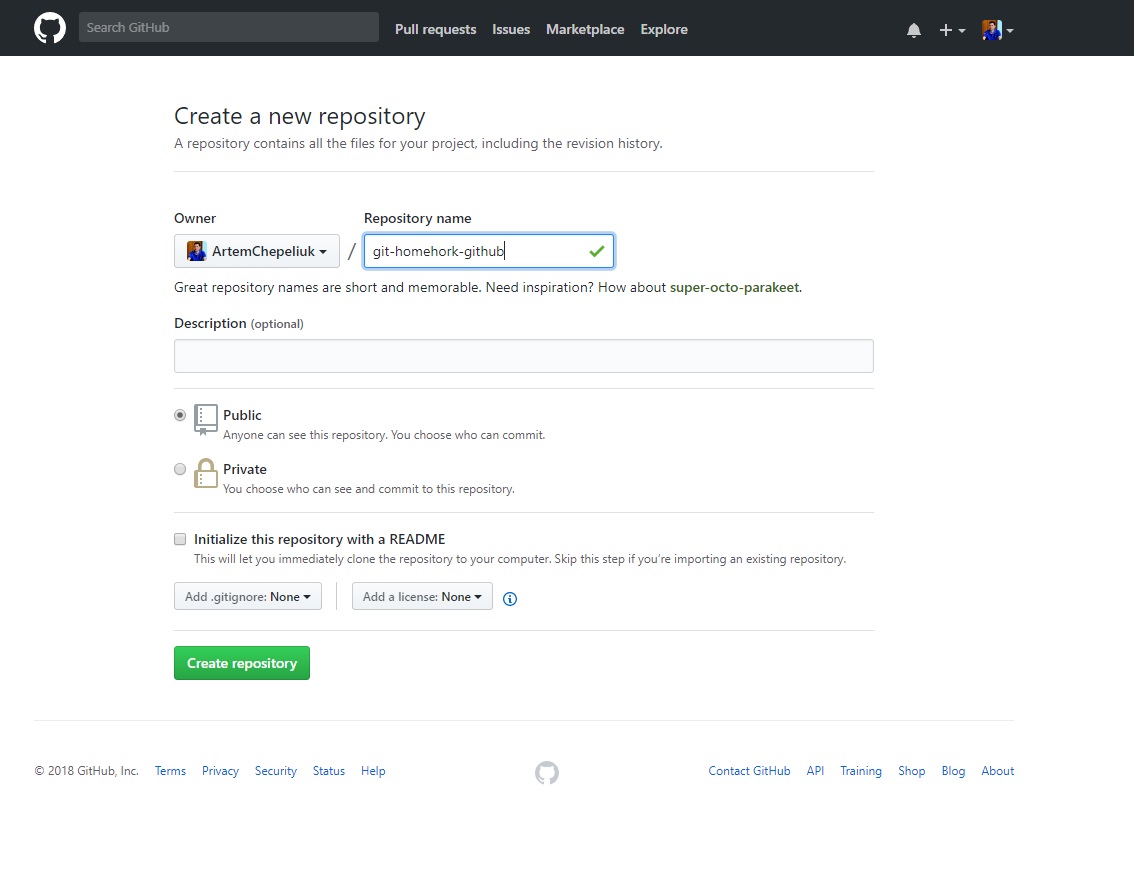 Search GitHub Pull requests Issues Marketplace Explore
Create a new repository
A repository contains all the files for your project, including the revision history.
Owner Repository name
ArtemChepeliuk / git-homehork-github
Great repository names are short and memorable. Need inspiration? How about super-octo-parakeet.
Description (optional)
Public
Anyone can see this repository. You choose who can commit.
Private
You choose who can see and commit to this repository.
Initialize this repository with a README
This will let you immediately clone the repository to your computer. Skip this step if you’re importing an existing repository.
Add .gitignore: None Add a license: None
Create repository
© 2018 GitHub, Inc. Terms Privacy Security Status Help Contact GitHub API Training Shop Blog About